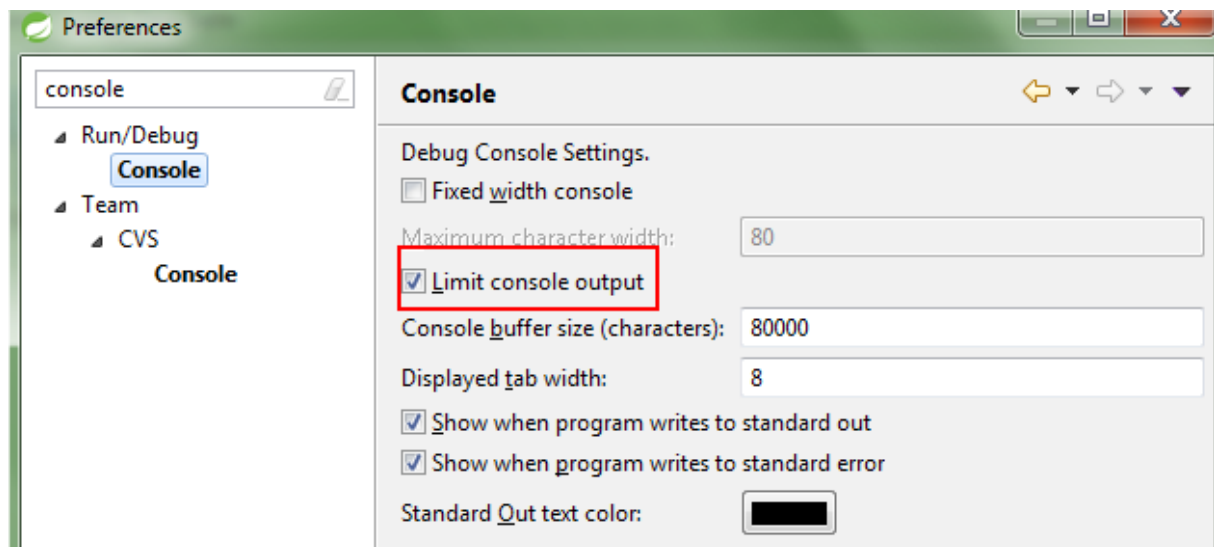 Preferences
console
Run/Debug
Console
Team
CVS
Console
Console
Debug Console Settings.
Fixed width console
Maximum character width: 80
Limit console output
Console buffer size (characters): 80000
Displayed tab width: 8
Show when program writes to standard out
Show when program writes to standard error
Standard Out text color: